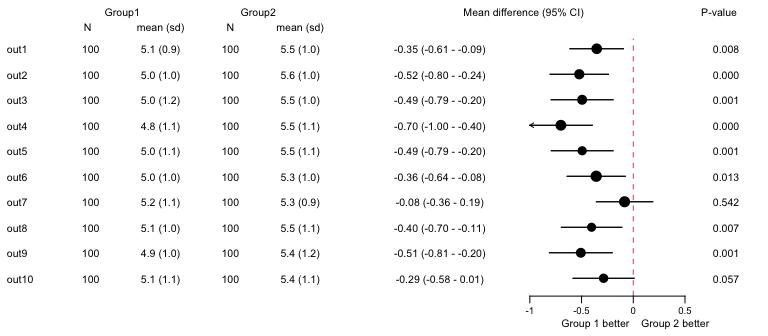 Group1 Group2 Mean difference (95% CI) P-value
N mean (sd) N mean (sd)
out1 100 5.1 (0.9) 100 5.5 (1.0) -0.35 (-0.61 - -0.09) 0.008
out2 100 5.0 (1.0) 100 5.6 (1.0) -0.52 (-0.80 - -0.24) 0.000
out3 100 5.0 (1.2) 100 5.5 (1.0) -0.49 (-0.79 - -0.20) 0.001
out4 100 4.8 (1.1) 100 5.5 (1.1) -0.70 (-1.00 - -0.40) 0.000
out5 100 5.0 (1.1) 100 5.5 (1.1) -0.49 (-0.79 - -0.20) 0.001
out6 100 5.0 (1.0) 100 5.3 (1.0) -0.36 (-0.64 - -0.08) 0.013
out7 100 5.2 (1.1) 100 5.3 (0.9) -0.08 (-0.36 - 0.19) 0.542
out8 100 5.1 (1.0) 100 5.5 (1.1) -0.40 (-0.70 - -0.11) 0.007
out9 100 4.9 (1.0) 100 5.4 (1.2) -0.51 (-0.81 - -0.20) 0.001
out10 100 5.1 (1.1) 100 5.4 (1.1) -0.29 (-0.58 - 0.01) 0.057
-1 -0.5 0 0.5
Group 1 better Group 2 better